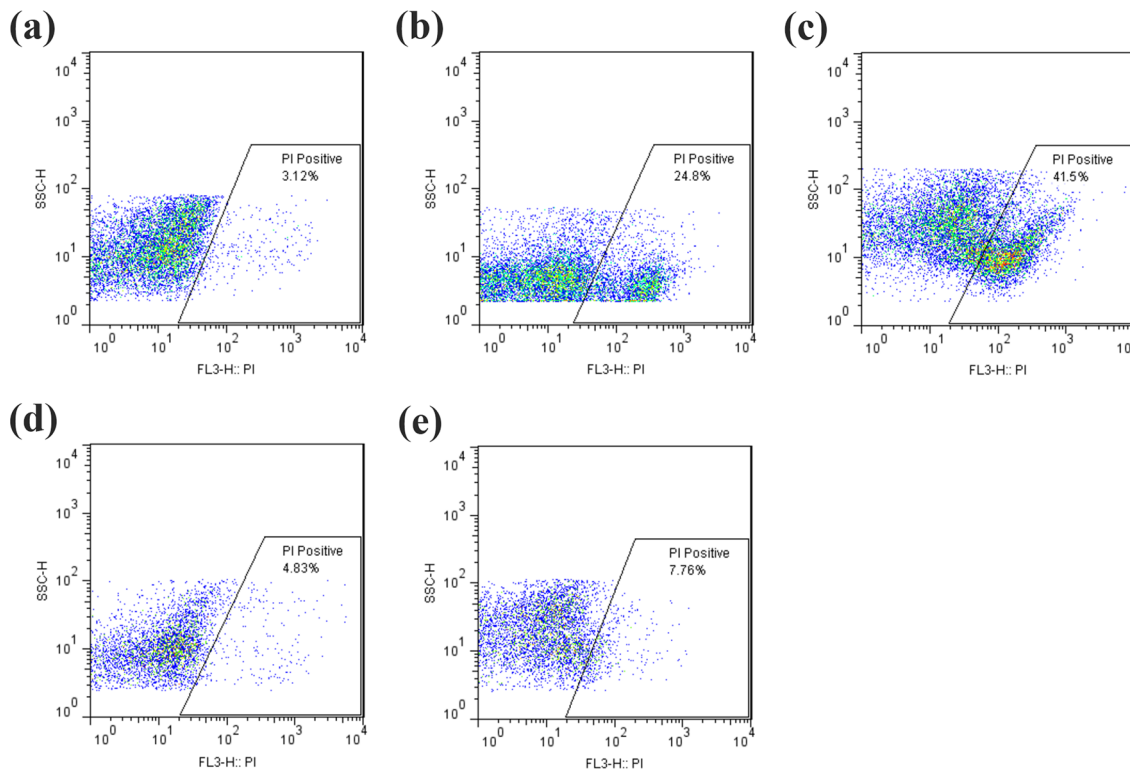 (a)
10^4
10^3
10^2
10^1
10^0
SSC-H
PI Positive
3.12%
10^0 10^1 10^2 10^3 10^4
FL3-H:: PI
(b)
10^4
10^3
10^2
10^1
10^0
SSC-H
PI Positive
24.8%
10^0 10^1 10^2 10^3 10^4
FL3-H:: PI
(c)
10^4
10^3
10^2
10^1
10^0
SSC-H
PI Positive
41.5%
10^0 10^1 10^2 10^3
FL3-H:: PI
(d)
10^4
10^3
10^2
10^1
10^0
SSC-H
PI Positive
4.83%
10^0 10^1 10^2 10^3 10^4
FL3-H:: PI
(e)
10^4
10^3
10^2
10^1
10^0
SSC-H
PI Positive
7.76%
10^0 10^1 10^2 10^3 10^4
FL3-H:: PI